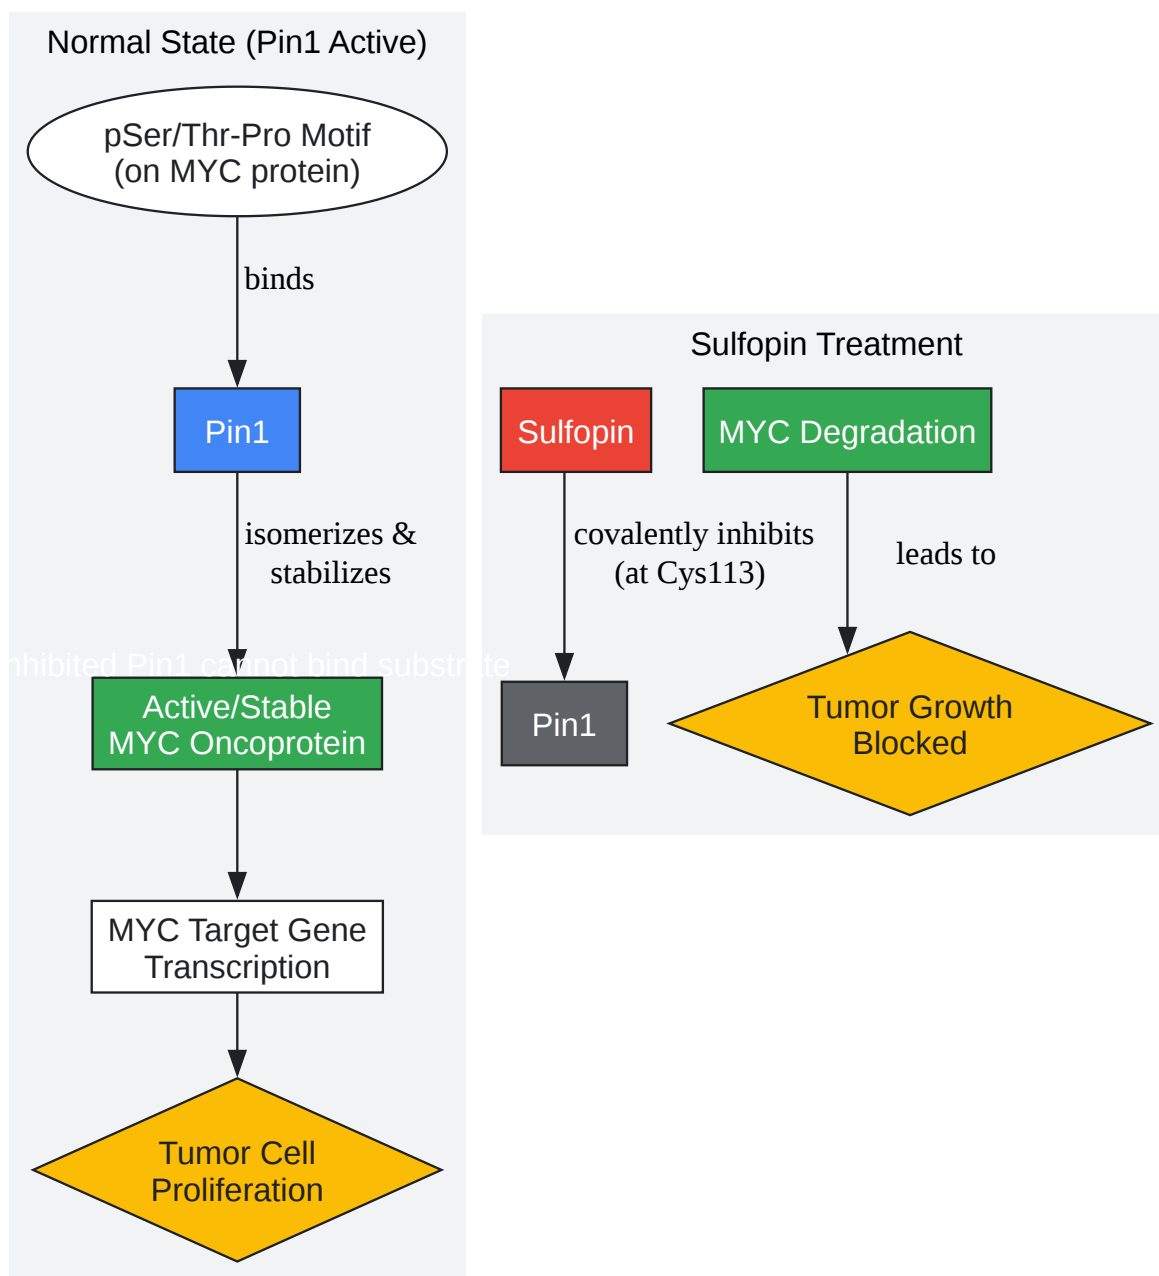 Normal State (Pin1 Active)
pSer/Thr-Pro Motif
(on MYC protein)
binds
Pin1
isomerizes &
stabilizes
nhibited Pin1 cannot bind substrate
Active/Stable
MYC Oncoprotein
MYC Target Gene
Transcription
Tumor Cell
Proliferation
Sulfopin Treatment
Sulfopin
MYC Degradation
covalently inhibits
(at Cys113)
leads to
Pin1
Tumor Growth
Blocked